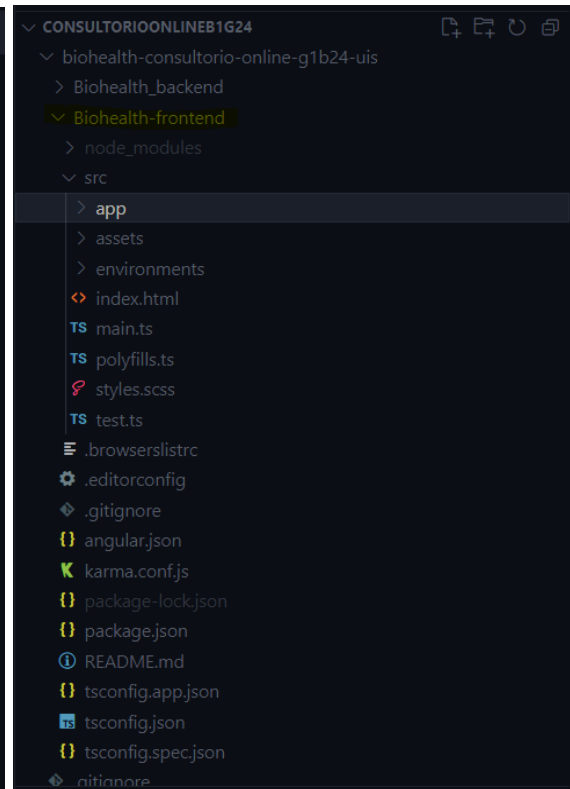 CONSULTORIOONLINEB1G24
biohealth-consultorio-online-g1b24-uis
Biohealth_backend
Biohealth-frontend
node_modules
src
app
assets
environments
index.html
TS main.ts
TS polyfills.ts
styles.scss
TS test.ts
.browserslistrc
.editorconfig
.gitignore
{} angular.json
karma.conf.js
{} package-lock.json
{} package.json
README.md
{} tsconfig.app.json
TS tsconfig.json
{} tsconfig.spec.json
.gitignore